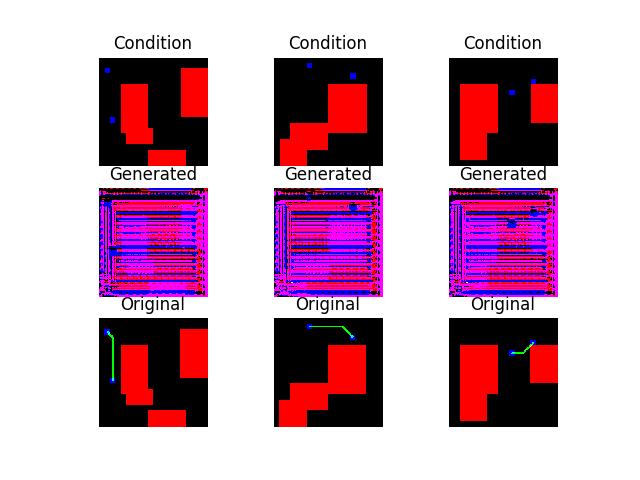 Condition Condition Condition
Generated Generated Generated
Original Original Original